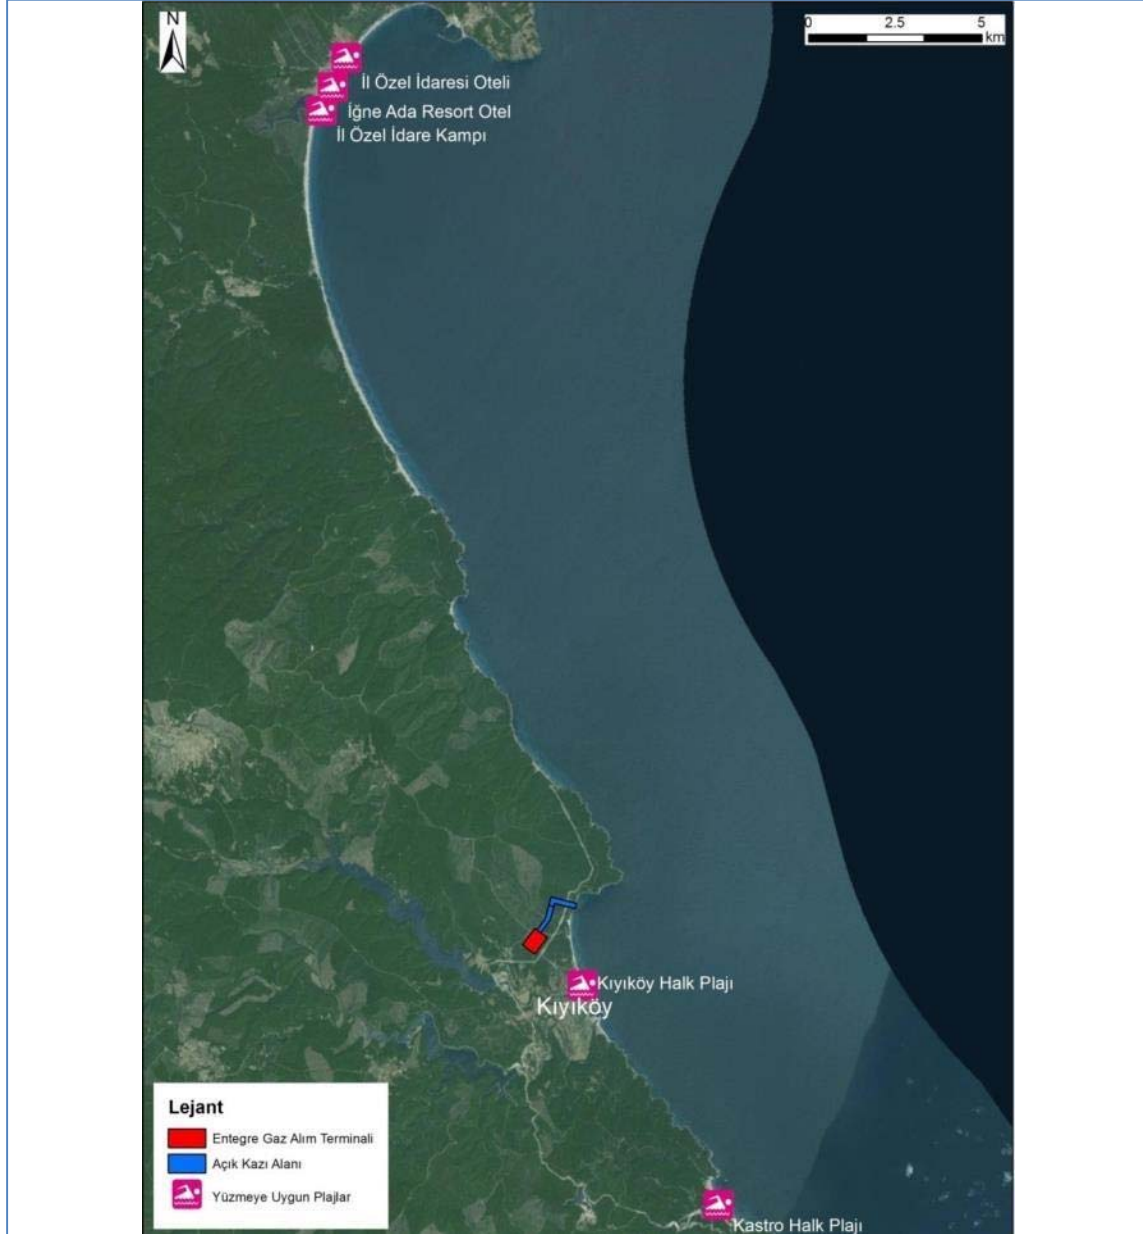 N
0 2.5 5
km
İl Özel İdaresi Oteli
İğne Ada Resort Otel
İl Özel İdare Kampı
Kıyıköy Halk Plajı
Kıyıköy
Lejant
Entegre Gaz Alım Terminali
Açık Kazı Alanı
Yüzmeye Uygun Plajlar
Kastro Halk Plajı